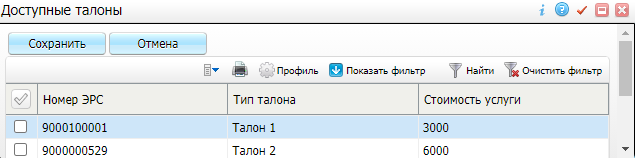 Доступные талоны
Сохранить Отмена
Профиль Показать фильтр Найти Очистить фильтр
Номер ЭРС Тип талона Стоимость услуги
9000100001 Талон 1 3000
9000000529 Талон 2 6000